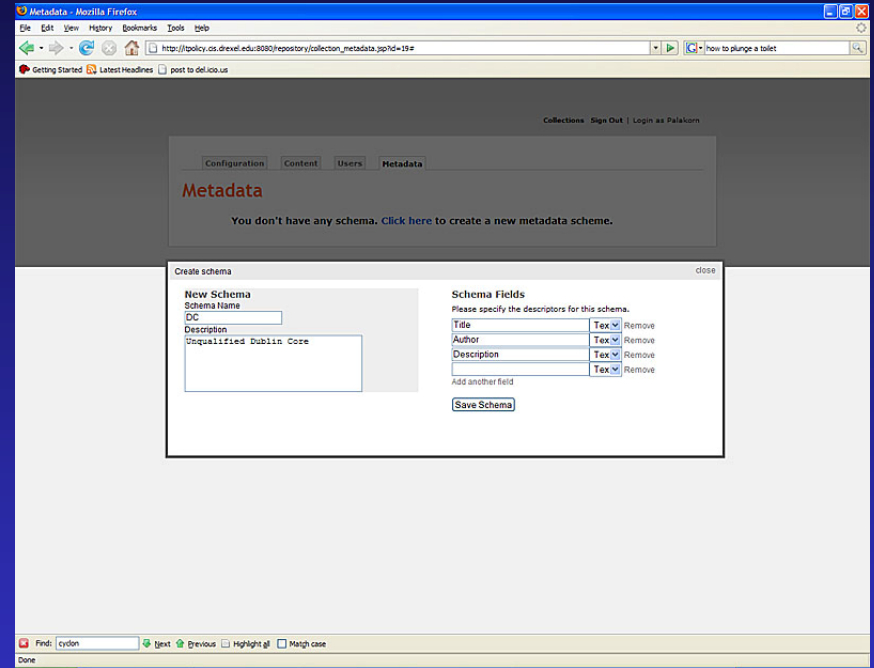 Metadata - Mozilla Firefox
File Edit View History Bookmarks Tools Help
http://itpolicy.cis.drexel.edu:8080/repostory/collection_metadata.jsp?id=19#
how to plunge a toilet
Getting Started Latest Headlines post to del.icio.us
Collections Sign Out | Login as Palakorn
Configuration Content Users Metadata
Metadata
You don't have any schema. Click here to create a new metadata scheme.
Create schema close
New Schema
Schema Name
DC
Description
Unqualified Dublin Core
Schema Fields
Please specify the descriptors for this schema.
Title Tex Remove
Author Tex Remove
Description Tex Remove
Tex Remove
Add another field
Save Schema
Find: cydon Next Previous Highlight all Match case
Done